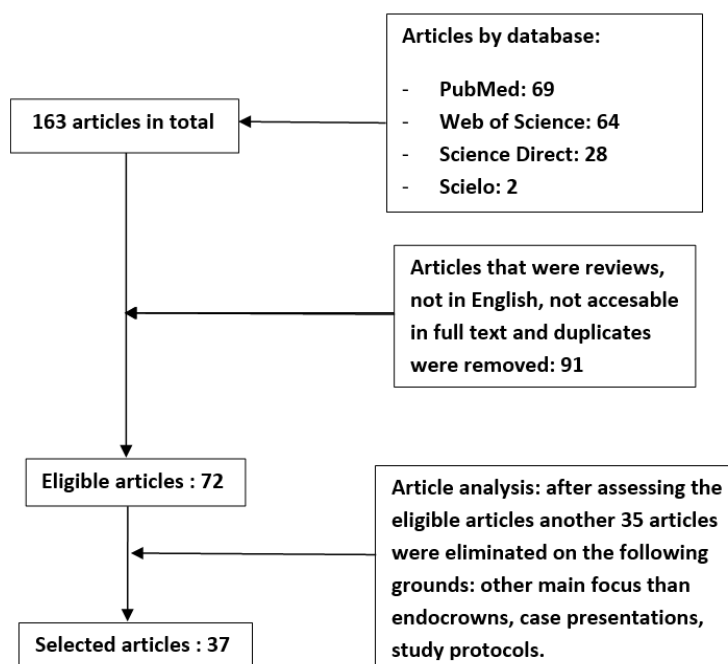 Articles by database:
- PubMed: 69
- Web of Science: 64
- Science Direct: 28
- Scielo: 2
163 articles in total
Articles that were reviews,
not in English, not accesable
in full text and duplicates
were removed: 91
Eligible articles : 72
Article analysis: after assessing the
eligible articles another 35 articles
were eliminated on the following
grounds: other main focus than
endocrowns, case presentations,
study protocols.
Selected articles : 37